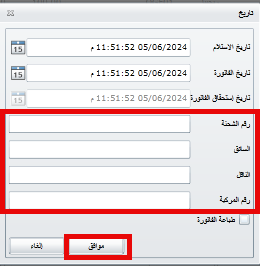 تاريخ
تاريخ الاستلام 05/06/2024 11:51:52 م
15
تاريخ الفاتورة 05/06/2024 11:51:52 م
15
تاريخ إستحقاق الفاتورة 05/06/2024 11:51:52 م
15
رقم الشحنة
السائق
الناقل
رقم المركبة
طباعة الفاتورة
موافق إلغاء